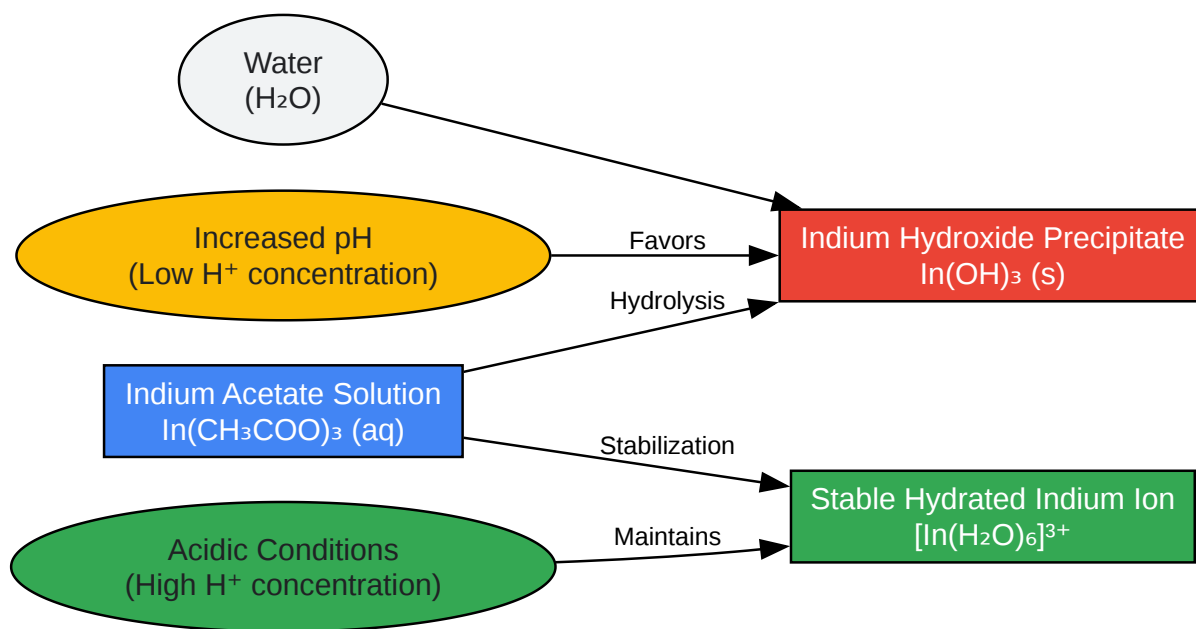 Water
(H₂O)
Increased pH
(Low H⁺ concentration)
Favors
Indium Hydroxide Precipitate
In(OH)₃ (s)
Hydrolysis
Indium Acetate Solution
In(CH₃COO)₃ (aq)
Stabilization
Stable Hydrated Indium Ion
[In(H₂O)₆]³⁺
Maintains
Acidic Conditions
(High H⁺ concentration)